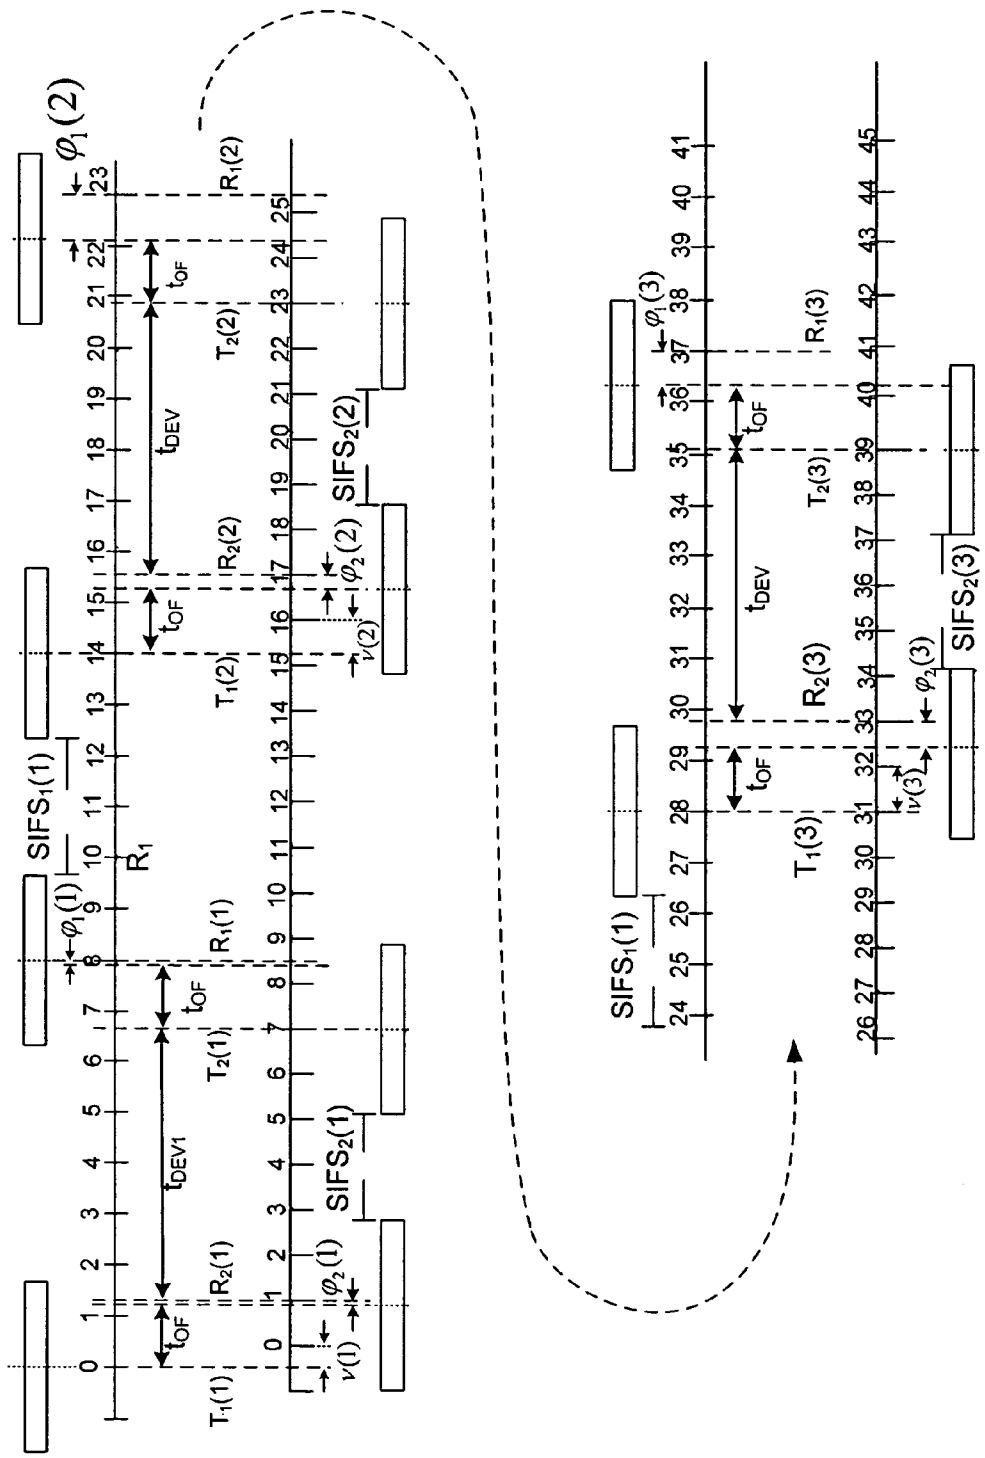 φ₁(2)
0 1 2 3 4 5 6 7 8 9 10 11 12 13 14 15 16 17 18 19 20 21 22 23
φ₁(1)
SIFS₁(1)
R₁
tOF tDEV1 tOF tOF tDEV tOF
T₁(1) R₂(1) T₂(1) R₁(1) T₁(2) R₂(2) T₂(2) R₁(2)
0 1 2 3 4 5 6 7 8 9 10 11 12 13 14 15 16 17 18 19 20 21 22 23 24 25
ν(1) φ₂(1) SIFS₂(1) ν(2) φ₂(2) SIFS₂(2)
SIFS₁(1) φ₁(3)
24 25 26 27 28 29 30 31 32 33 34 35 36 37 38 39 40 41
tOF tDEV tOF
T₁(3) R₂(3) T₂(3) R₁(3)
26 27 28 29 30 31 32 33 34 35 36 37 38 39 40 41 42 43 44 45
ν(3) φ₂(3) SIFS₂(3)